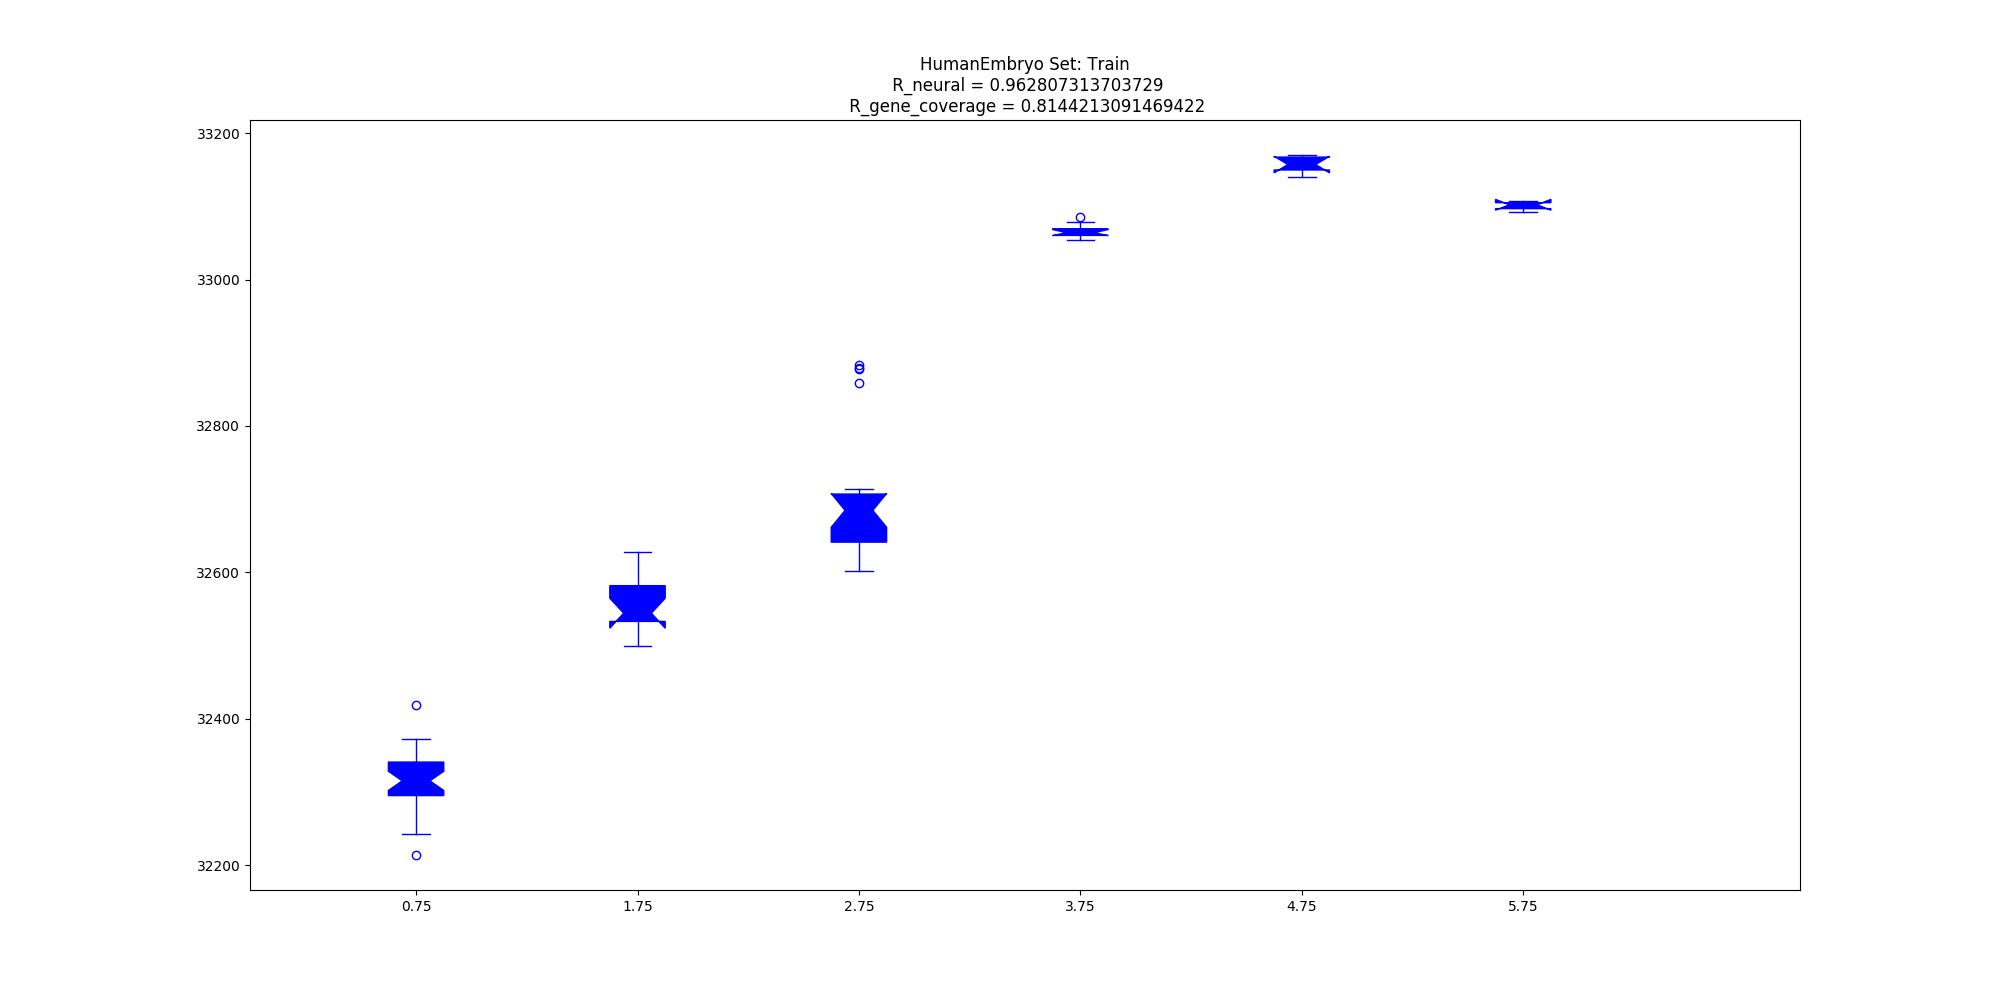 HumanEmbryo Set: Train
R_neural = 0.962807313703729
R_gene_coverage = 0.8144213091469422
33200
33000
32800
32600
32400
32200
0.75 1.75 2.75 3.75 4.75 5.75